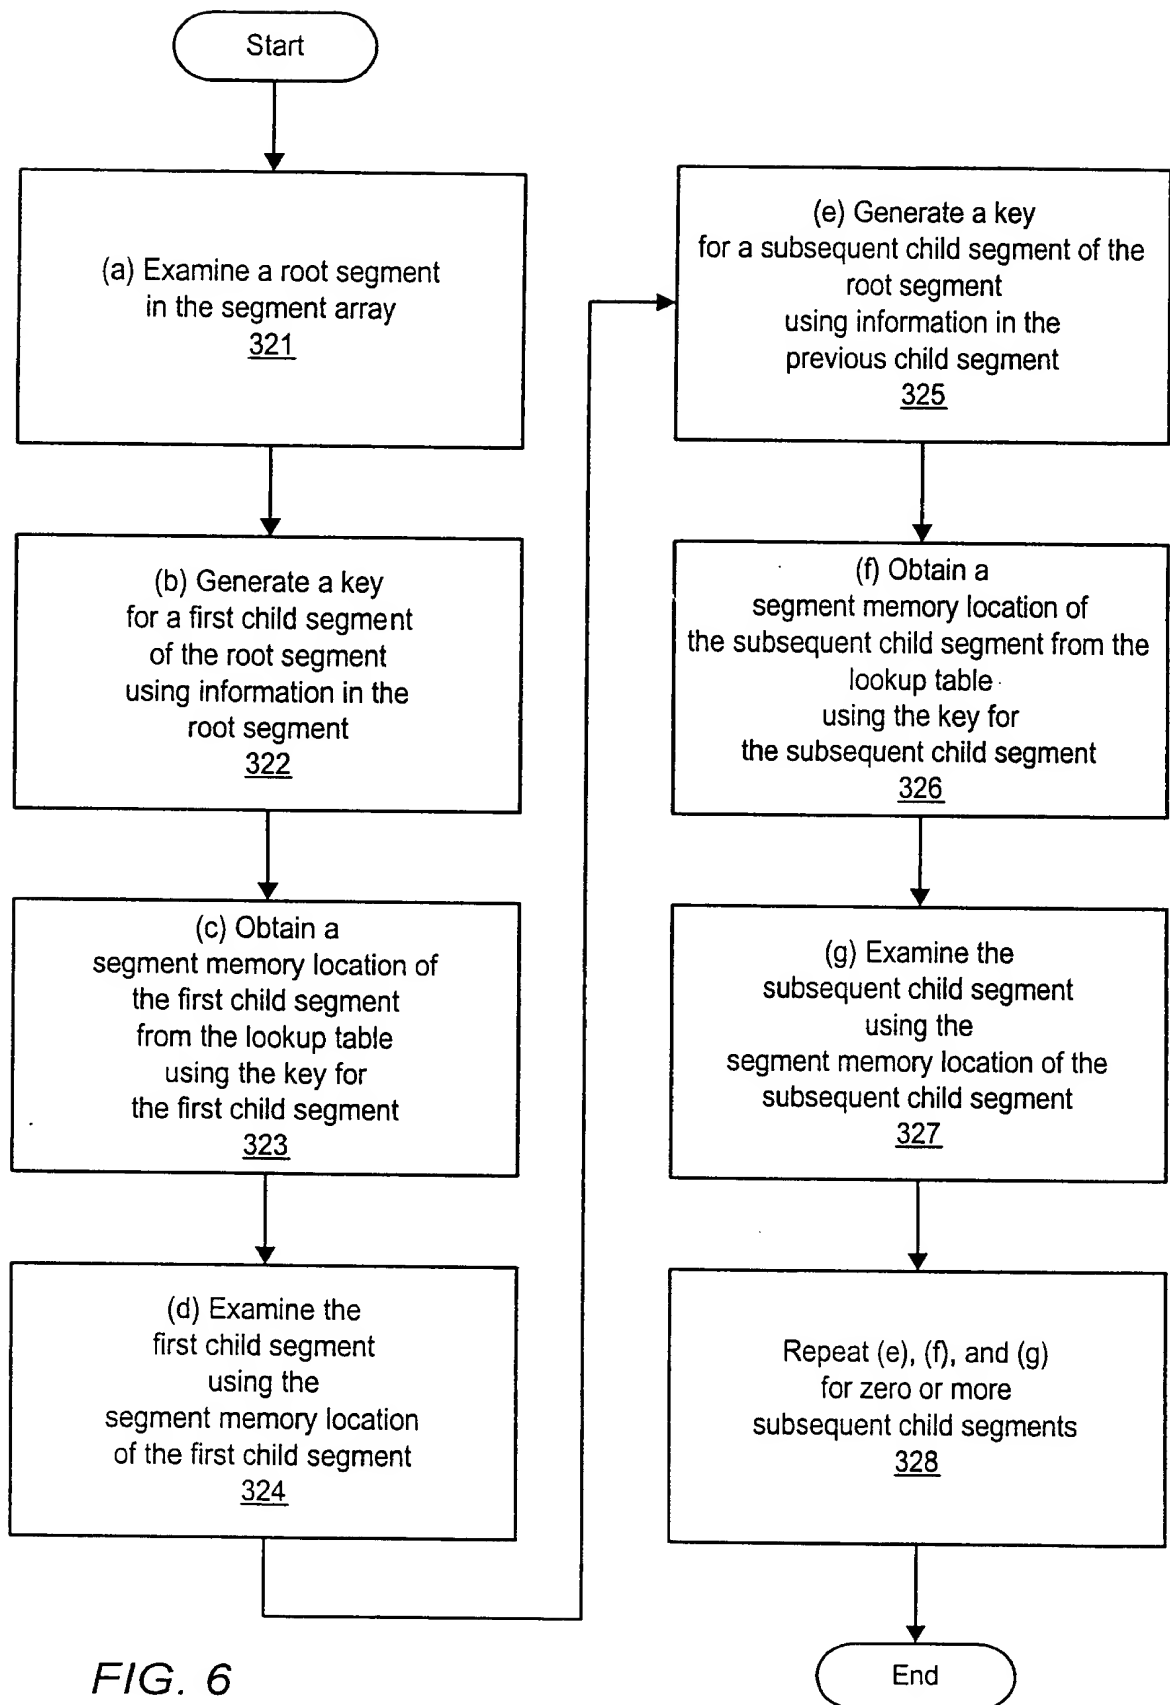 Start
(a) Examine a root segment
in the segment array
321
(b) Generate a key
for a first child segment
of the root segment
using information in the
root segment
322
(c) Obtain a
segment memory location of
the first child segment
from the lookup table
using the key for
the first child segment
323
(d) Examine the
first child segment
using the
segment memory location
of the first child segment
324
(e) Generate a key
for a subsequent child segment of the
root segment
using information in the
previous child segment
325
(f) Obtain a
segment memory location of
the subsequent child segment from the
lookup table
using the key for
the subsequent child segment
326
(g) Examine the
subsequent child segment
using the
segment memory location of the
subsequent child segment
327
Repeat (e), (f), and (g)
for zero or more
subsequent child segments
328
End
FIG. 6